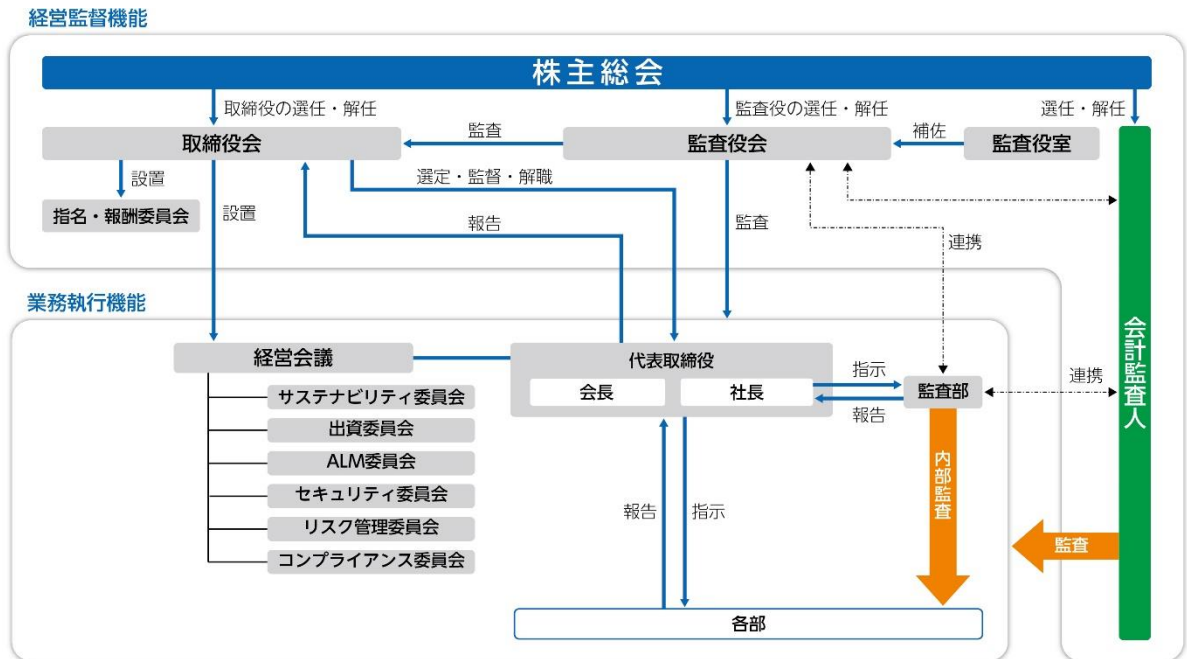 経営監督機能
株主総会
取締役の選任・解任
監査役の選任・解任
選任・解任
取締役会
監査
監査役会
補佐
監査役室
設置
選定・監督・解職
指名・報酬委員会
設置
報告
監査
連携
業務執行機能
経営会議
代表取締役
会長
社長
指示
報告
監査部
連携
会計監査人
サステナビリティ委員会
出資委員会
ALM委員会
セキュリティ委員会
リスク管理委員会
コンプライアンス委員会
報告
指示
内部監査
監査
各部